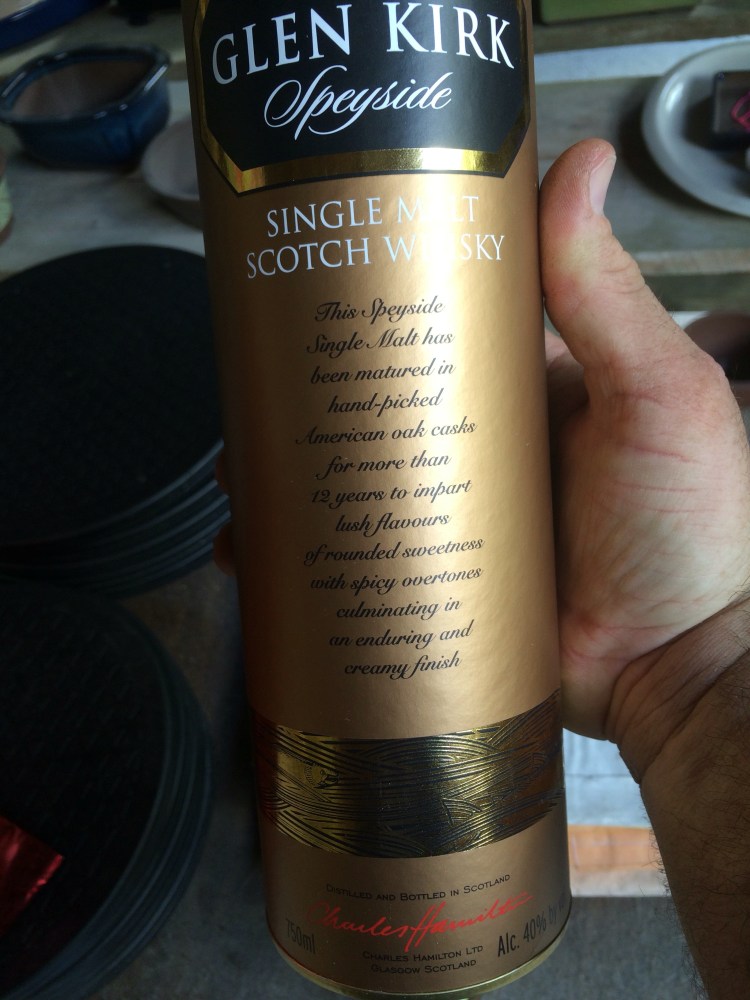 GLEN KIRK
Speyside
SINGLE MALT
SCOTCH WHISKY
This Speyside
Single Malt has
been matured in
hand-picked
American oak casks
for more than
12 years to impart
lush flavours
of rounded sweetness
with spicy overtones
culminating in
an enduring and
creamy finish
DISTILLED AND BOTTLED IN SCOTLAND
Charles Hamilton
750ml
CHARLES HAMILTON LTD
GLASGOW SCOTLAND
Alc. 40% by